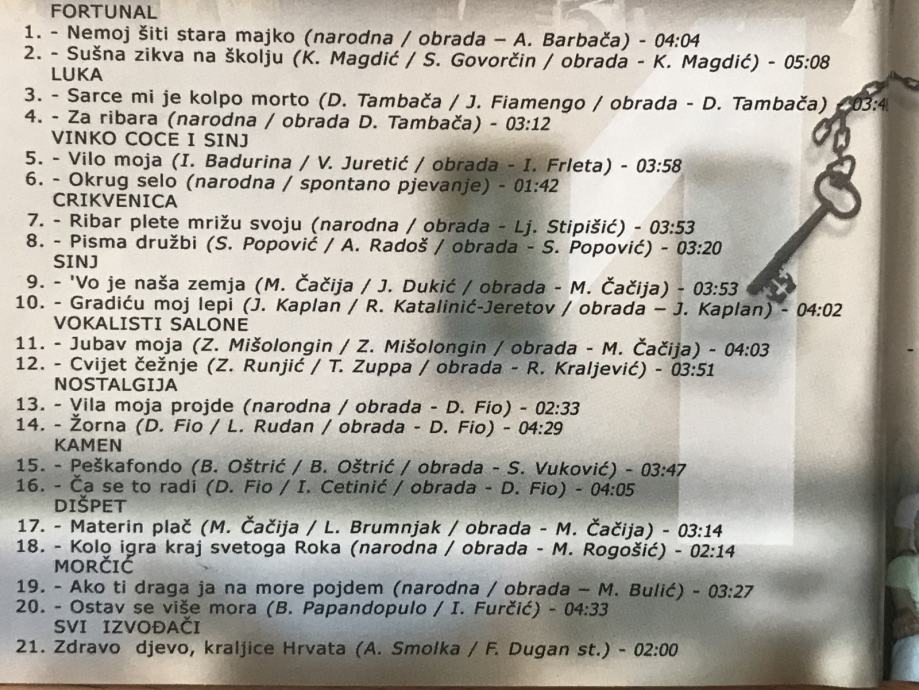 FORTUNAL
1. - Nemoj šiti stara majko (narodna / obrada – A. Barbača) - 04:04
2. - Sušna zikva na školju (K. Magdić / S. Govorčin / obrada - K. Magdić) - 05:08
LUKA
3. - Sarce mi je kolpo morto (D. Tambača / J. Fiamengo / obrada - D. Tambača) - 03:4
4. - Za ribara (narodna / obrada D. Tambača) - 03:12
VINKO COCE I SINJ
5. - Vilo moja (I. Badurina / V. Juretić / obrada - I. Frleta) - 03:58
6. - Okrug selo (narodna / spontano pjevanje) - 01:42
CRIKVENICA
7. - Ribar plete mrižu svoju (narodna / obrada - Lj. Stipišić) - 03:53
8. - Pisma družbi (S. Popović / A. Radoš / obrada - S. Popović) - 03:20
SINJ
9. - 'Vo je naša zemja (M. Čačija / J. Dukić / obrada - M. Čačija) - 03:53
10. - Gradiću moj lepi (J. Kaplan / R. Katalinić-Jeretov / obrada – J. Kaplan) - 04:02
VOKALISTI SALONE
11. - Jubav moja (Z. Mišolongin / Z. Mišolongin / obrada - M. Čačija) - 04:03
12. - Cvijet čežnje (Z. Runjić / T. Zuppa / obrada - R. Kraljević) - 03:51
NOSTALGIJA
13. - Vila moja projde (narodna / obrada - D. Fio) - 02:33
14. - Žorna (D. Fio / L. Rudan / obrada - D. Fio) - 04:29
KAMEN
15. - Peškafondo (B. Oštrić / B. Oštrić / obrada - S. Vuković) - 03:47
16. - Ča se to radi (D. Fio / I. Cetinić / obrada - D. Fio) - 04:05
DIŠPET
17. - Materin plač (M. Čačija / L. Brumnjak / obrada - M. Čačija) - 03:14
18. - Kolo igra kraj svetoga Roka (narodna / obrada - M. Rogošić) - 02:14
MORČIĆ
19. - Ako ti draga ja na more pojdem (narodna / obrada – M. Bulić) - 03:27
20. - Ostav se više mora (B. Papandopulo / I. Furčić) - 04:33
SVI IZVOĐAČI
21. Zdravo djevo, kraljice Hrvata (A. Smolka / F. Dugan st.) - 02:00